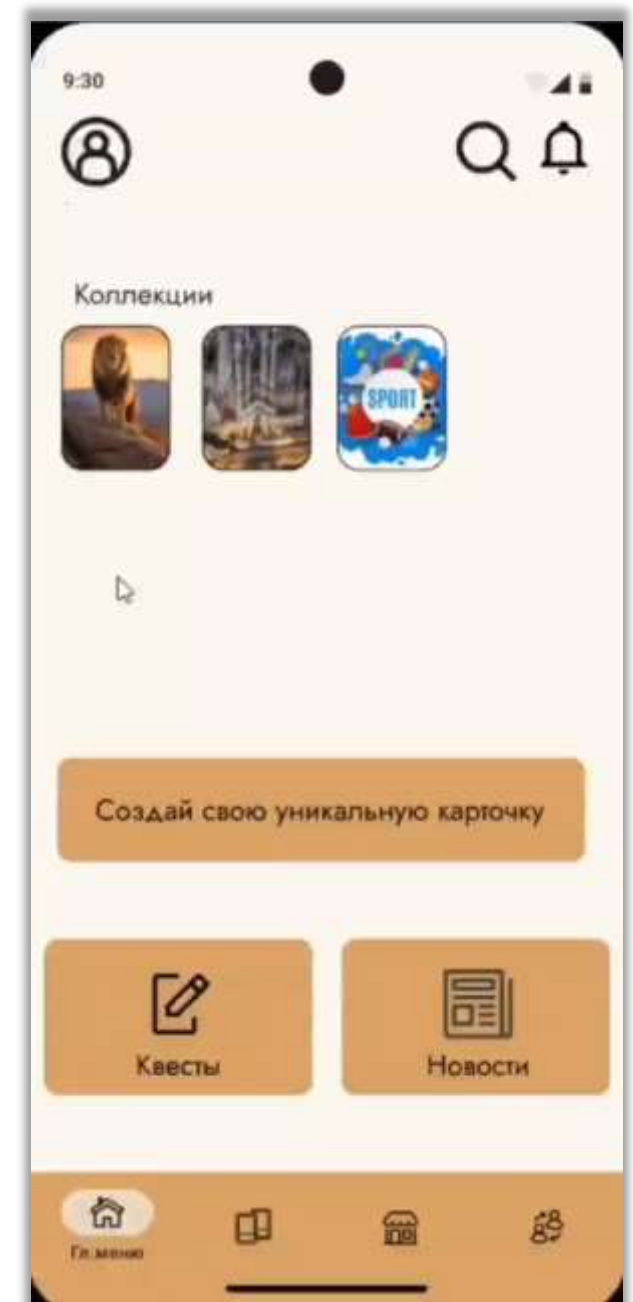 9:30
Коллекции
SPORT
Создай свою уникальную карточку
Квесты
Новости
Гл.меню